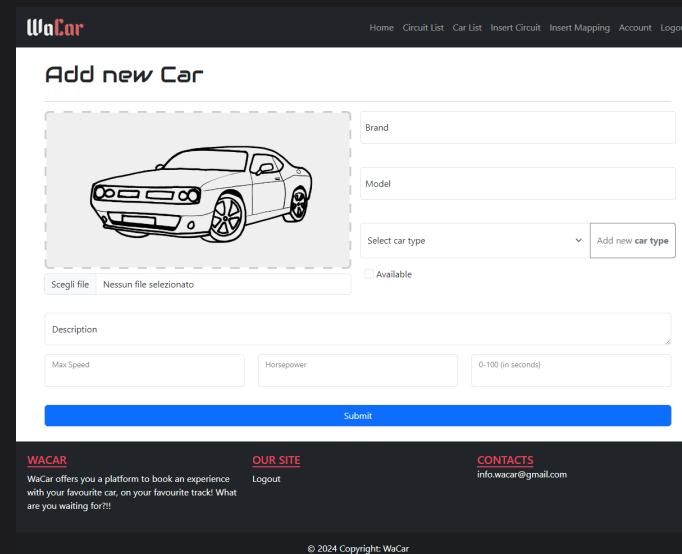 WaCar
Home Circuit List Car List Insert Circuit Insert Mapping Account Logou
Add new Car
Brand
Model
Select car type
Add new car type
Available
Scegli file Nessun file selezionato
Description
Max Speed
Horsepower
0-100 (in seconds)
Submit
WACAR
WaCar offers you a platform to book an experience
with your favourite car, on your favourite track! What
are you waiting for?!!
OUR SITE
Logout
CONTACTS
info.wacar@gmail.com
© 2024 Copyright: WaCar